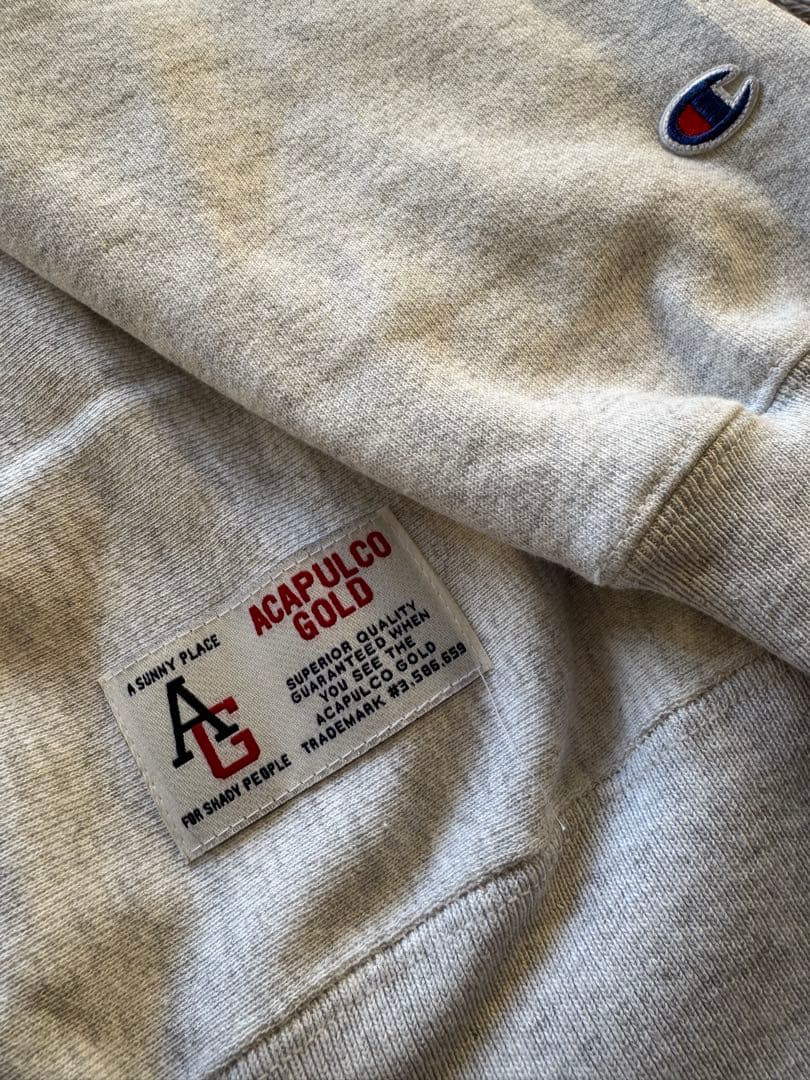 A SUNNY PLACE
AG
FOR SHADY PEOPLE
ACAPULCO
GOLD
SUPERIOR QUALITY
GUARANTEED WHEN
YOU SEE THE
ACAPULCO GOLD
TRADEMARK #3,586,659